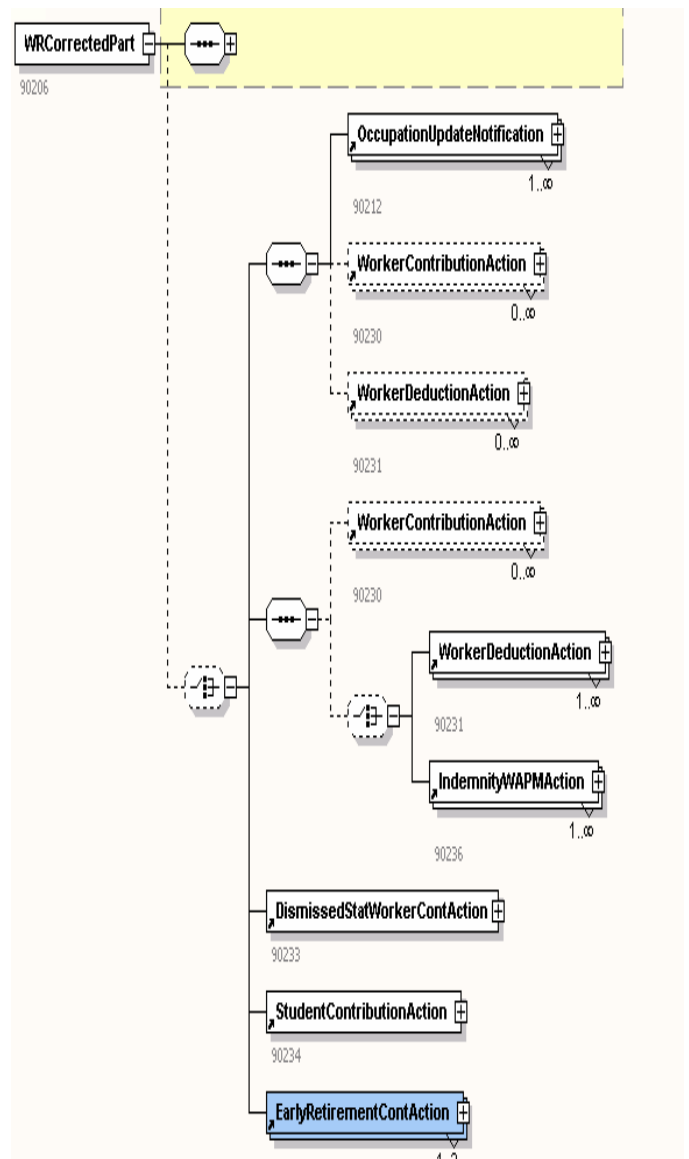 WRCorrectedPart
90206
OccupationUpdateNotification
1..∞
90212
WorkerContributionAction
0..∞
90230
WorkerDeductionAction
0..∞
90231
WorkerContributionAction
0..∞
90230
WorkerDeductionAction
1..∞
90231
IndemnityWAPMAction
1..∞
90236
DismissedStatWorkerContAction
90233
StudentContributionAction
90234
EarlyRetirementContAction